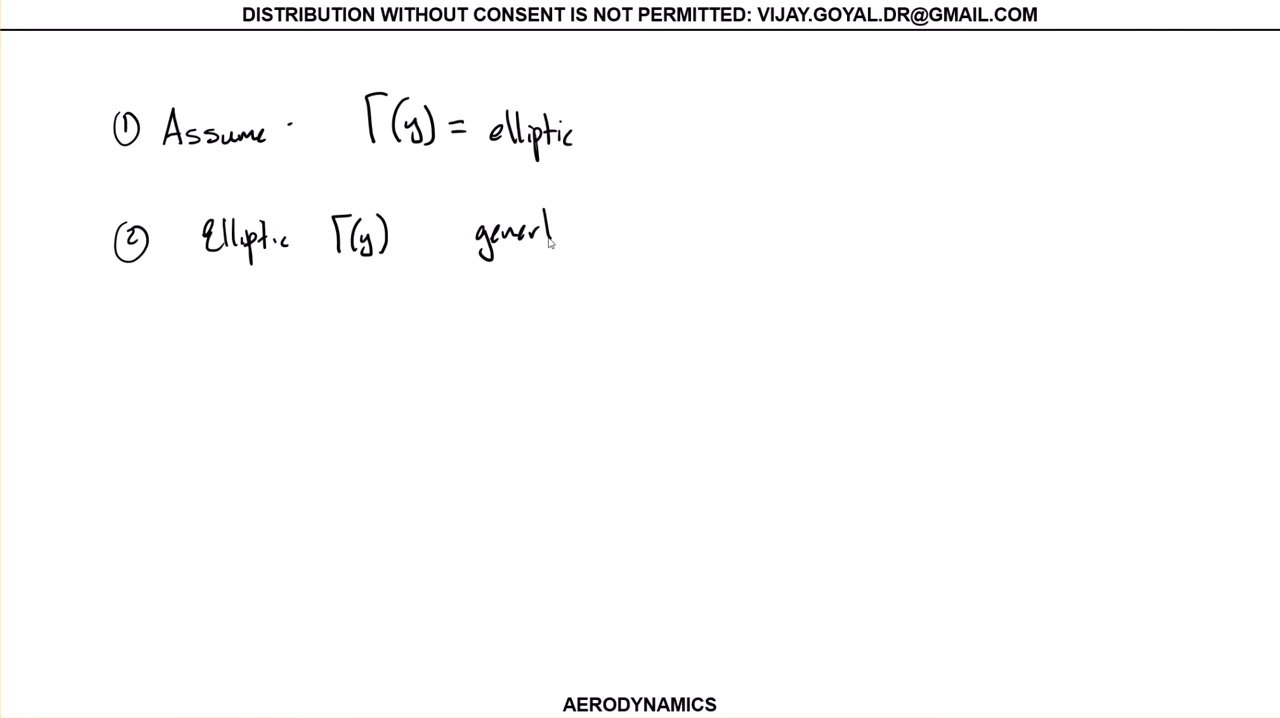 DISTRIBUTION WITHOUT CONSENT IS NOT PERMITTED: VIJAY.GOYAL.DR@GMAIL.COM
① Assume · Γ(y) = elliptic
② Elliptic Γ(y) generl
AERODYNAMICS